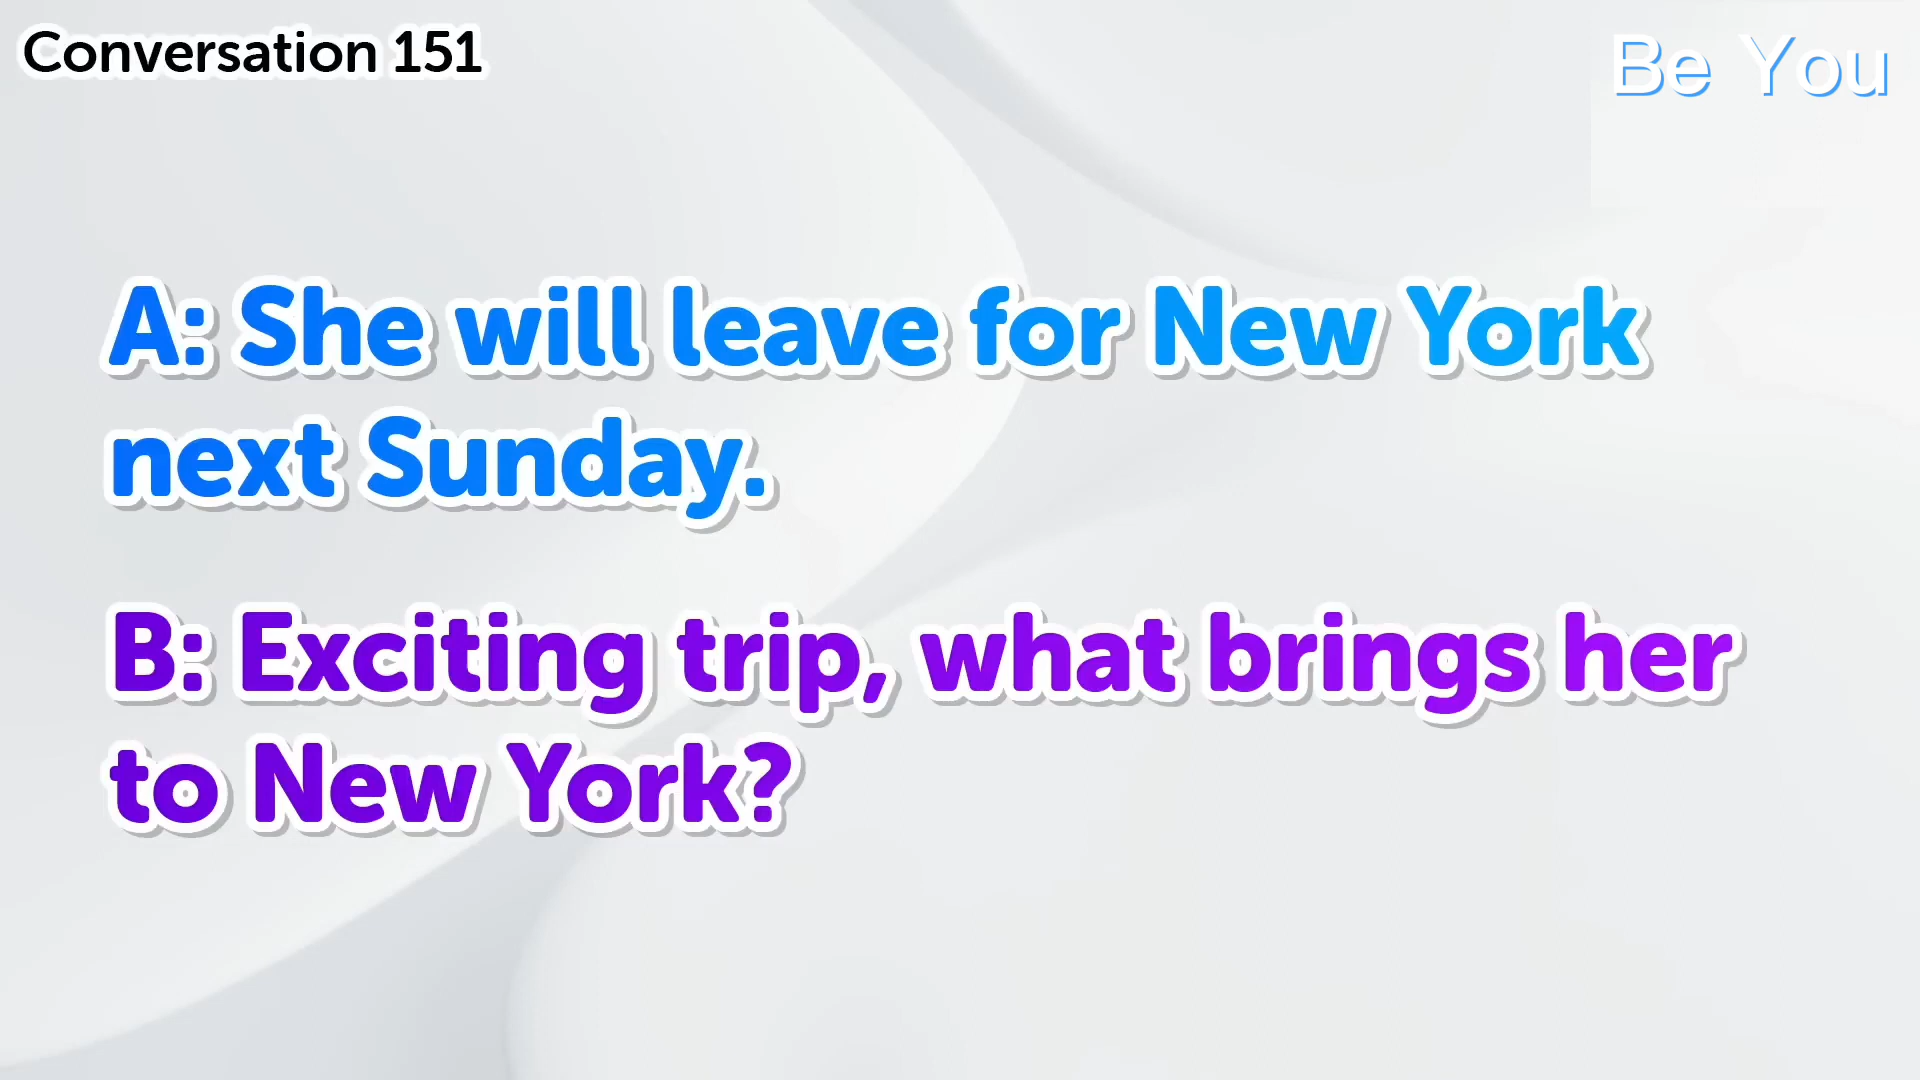 Conversation 151
Be You
A: She will leave for New York
next Sunday.
B: Exciting trip, what brings her
to New York?